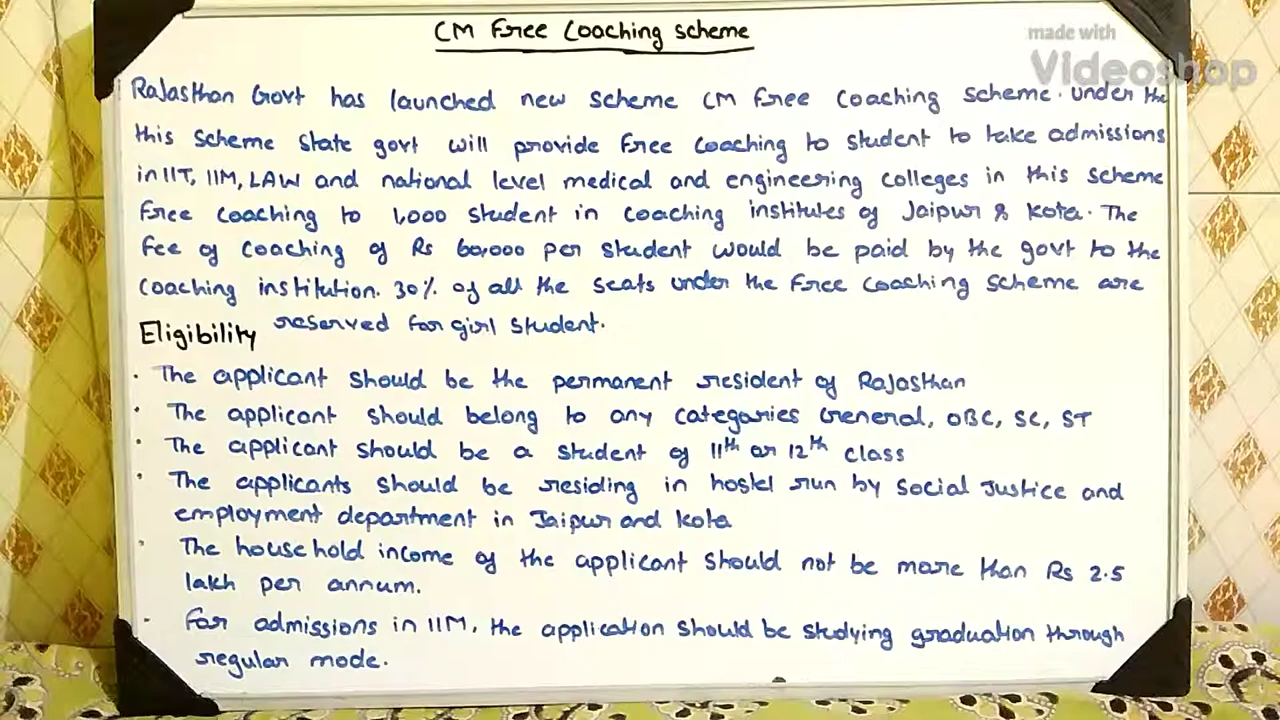 CM Free Coaching scheme
made with
Videoshop
Rajasthan Govt has launched new scheme CM free coaching scheme. under the
this scheme state govt will provide free coaching to student to take admissions
in IIT, IIM, LAW and national level medical and engineering colleges in this scheme
free coaching to 1,000 student in coaching institutes of Jaipur & Kota. The
fee of coaching of Rs 60,000 per student would be paid by the govt to the
coaching institution. 30% of all the seats under the free coaching scheme are
reserved for girl student.
Eligibility
• The applicant should be the permanent resident of Rajasthan
• The applicant should belong to any categories General, OBC, SC, ST
• The applicant should be a student of 11th or 12th class
• The applicants should be residing in hostel run by social Justice and
employment department in Jaipur and Kota
• The household income of the applicant should not be more than Rs 2.5
lakh per annum.
• For admissions in IIM, the application should be studying graduation through
regular mode.